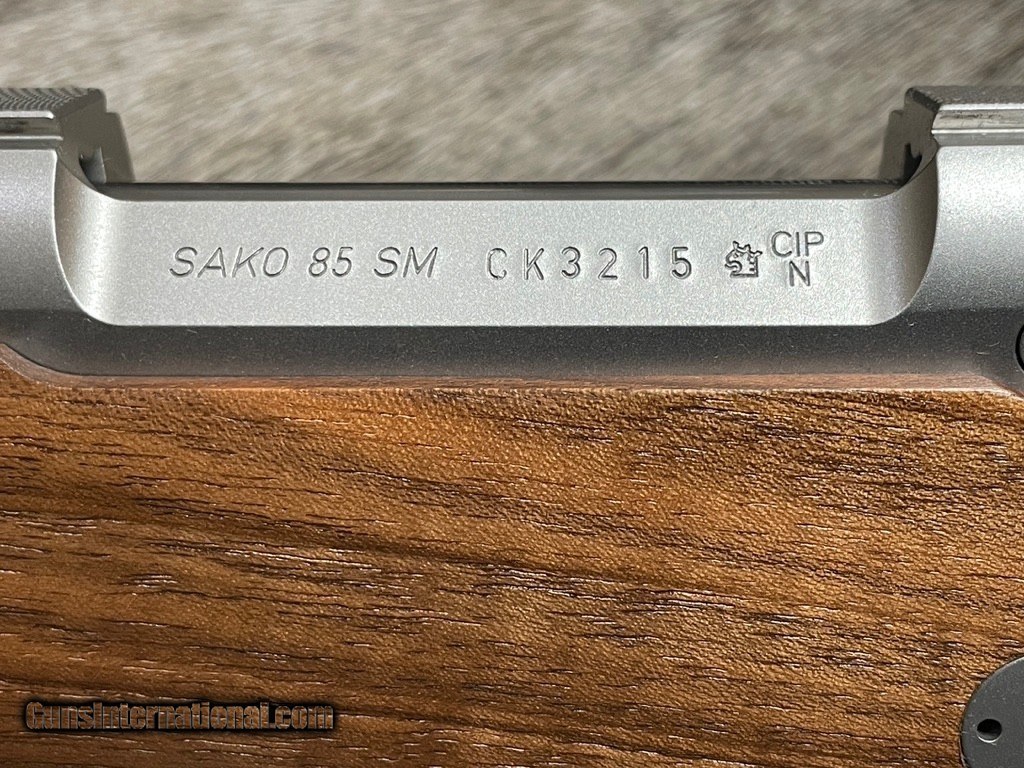 SAKO 85 SM CK3215 CIP
N
GunsInternational.com